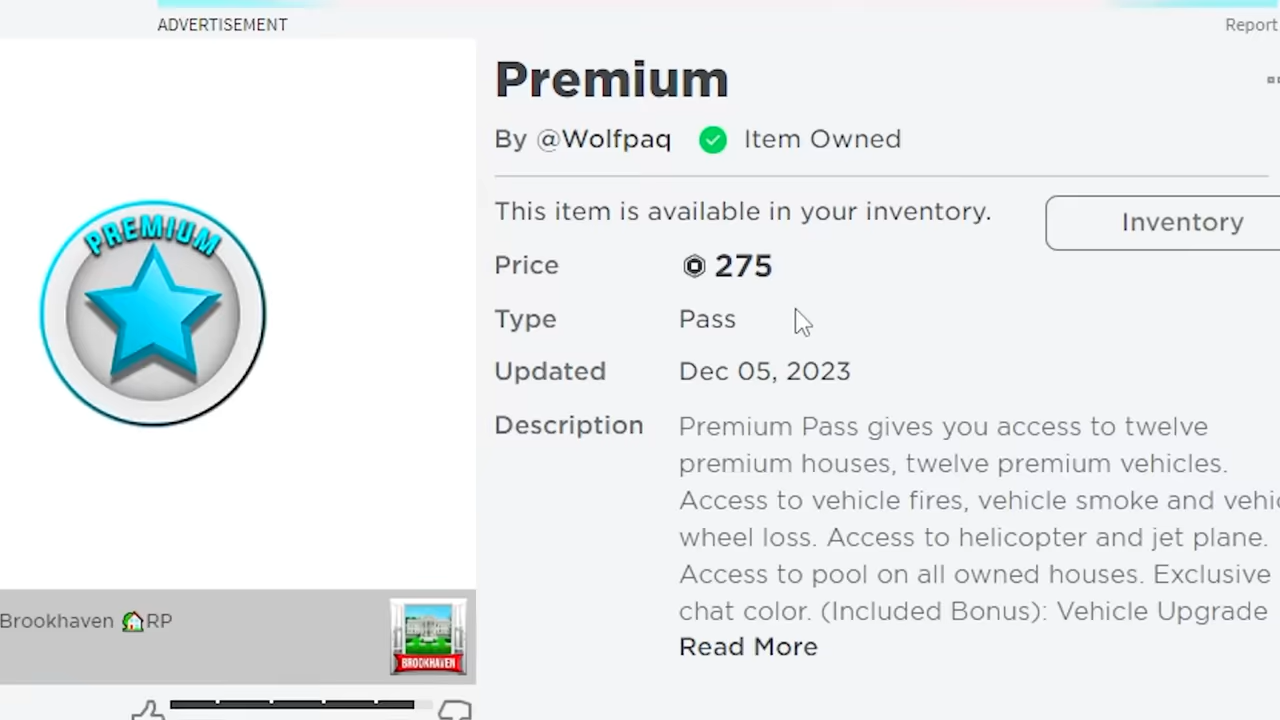 ADVERTISEMENT
Report
Premium
By @Wolfpaq Item Owned
This item is available in your inventory.
Inventory
Price 275
Type Pass
Updated Dec 05, 2023
Description Premium Pass gives you access to twelve
premium houses, twelve premium vehicles.
Access to vehicle fires, vehicle smoke and vehic
wheel loss. Access to helicopter and jet plane.
Access to pool on all owned houses. Exclusive
chat color. (Included Bonus): Vehicle Upgrade
Read More
PREMIUM
Brookhaven RP
BROOKHAVEN